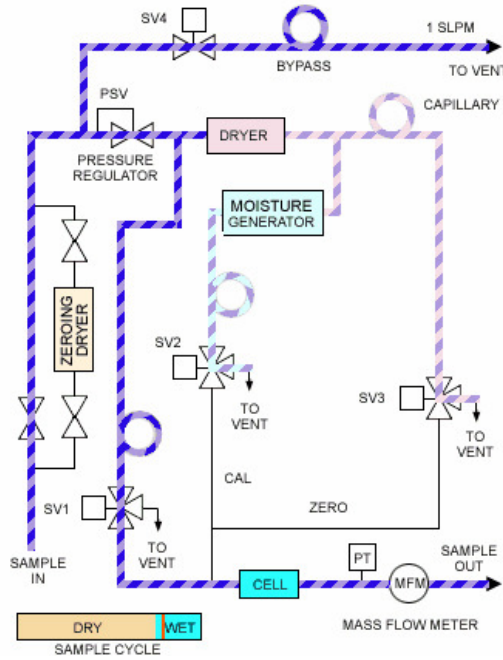 SV4
1 SLPM
BYPASS
TO VENT
PSV
CAPILLARY
DRYER
PRESSURE
REGULATOR
MOISTURE
GENERATOR
ZEROING
DRYER
SV2
TO
VENT
SV3
TO
VENT
CAL
ZERO
SV1
TO
VENT
SAMPLE
IN
PT
SAMPLE
OUT
CELL
MFM
MASS FLOW METER
DRY
WET
SAMPLE CYCLE